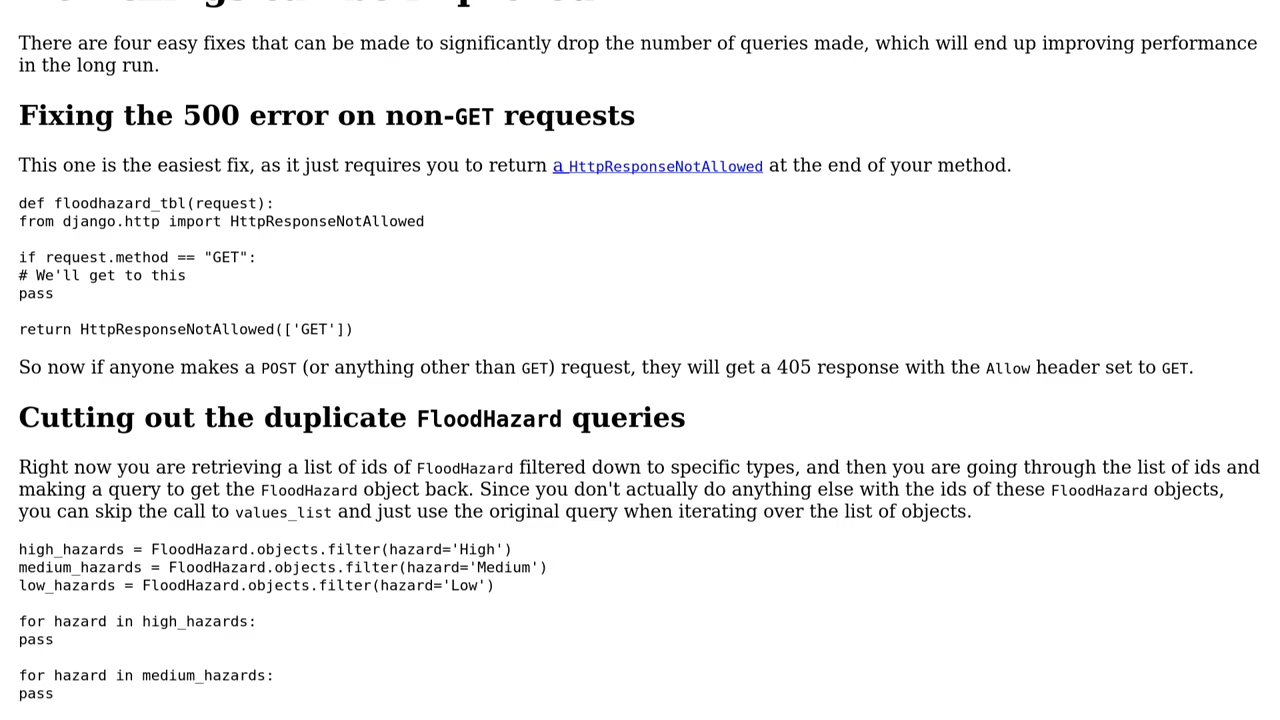 There are four easy fixes that can be made to significantly drop the number of queries made, which will end up improving performance
in the long run.
Fixing the 500 error on non-GET requests
This one is the easiest fix, as it just requires you to return a HttpResponseNotAllowed at the end of your method.
def floodhazard_tbl(request):
from django.http import HttpResponseNotAllowed
if request.method == "GET":
# We'll get to this
pass
return HttpResponseNotAllowed(['GET'])
So now if anyone makes a POST (or anything other than GET) request, they will get a 405 response with the Allow header set to GET.
Cutting out the duplicate FloodHazard queries
Right now you are retrieving a list of ids of FloodHazard filtered down to specific types, and then you are going through the list of ids and
making a query to get the FloodHazard object back. Since you don't actually do anything else with the ids of these FloodHazard objects,
you can skip the call to values_list and just use the original query when iterating over the list of objects.
high_hazards = FloodHazard.objects.filter(hazard='High')
medium_hazards = FloodHazard.objects.filter(hazard='Medium')
low_hazards = FloodHazard.objects.filter(hazard='Low')
for hazard in high_hazards:
pass
for hazard in medium_hazards:
pass